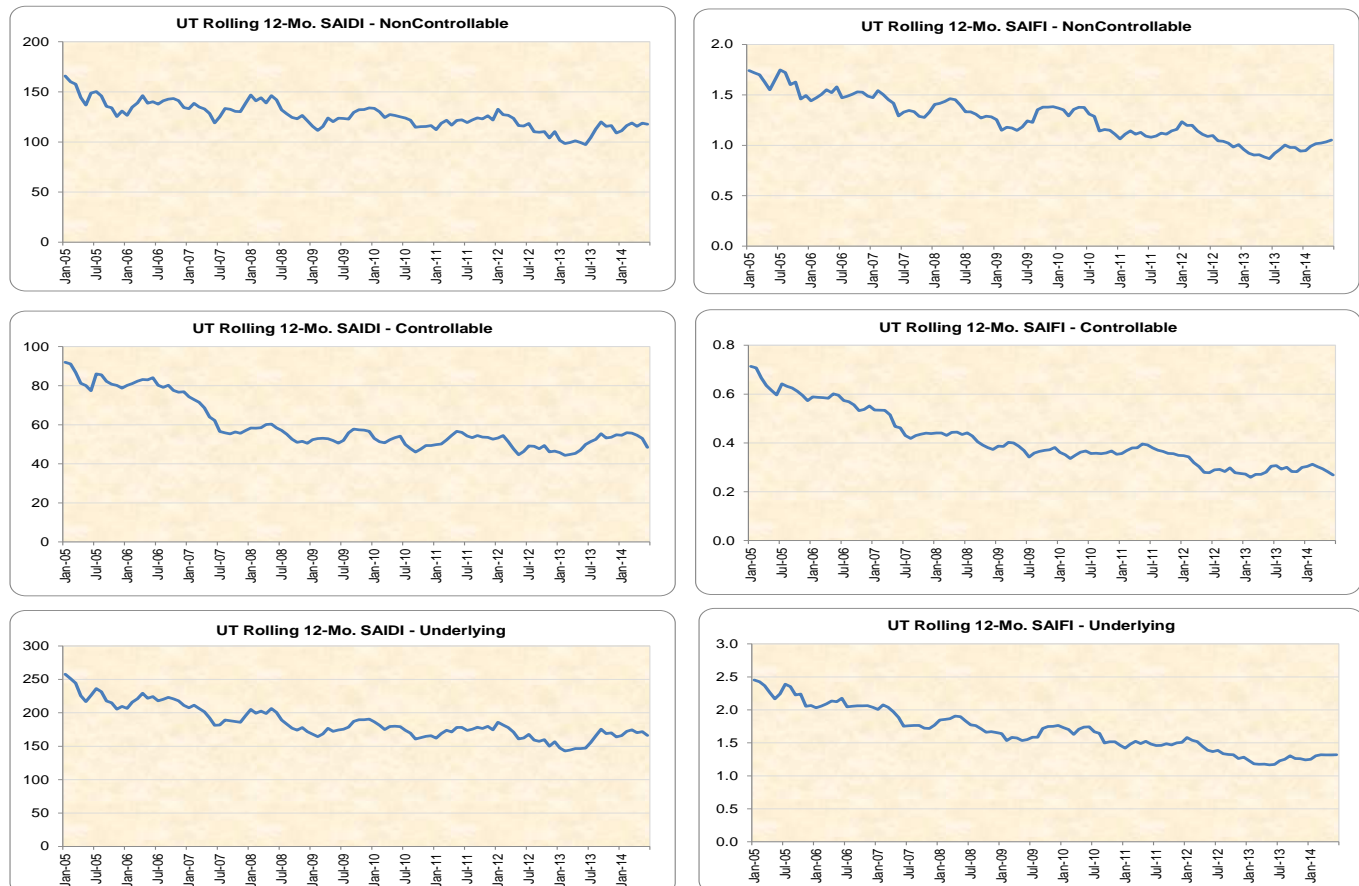 UT Rolling 12-Mo. SAIDI - NonControllable
200
150
100
50
0
Jan-05
Jul-05
Jan-06
Jul-06
Jan-07
Jul-07
Jan-08
Jul-08
Jan-09
Jul-09
Jan-10
Jul-10
Jan-11
Jul-11
Jan-12
Jul-12
Jan-13
Jul-13
Jan-14
UT Rolling 12-Mo. SAIFI - NonControllable
2.0
1.5
1.0
0.5
0.0
Jan-05
Jul-05
Jan-06
Jul-06
Jan-07
Jul-07
Jan-08
Jul-08
Jan-09
Jul-09
Jan-10
Jul-10
Jan-11
Jul-11
Jan-12
Jul-12
Jan-13
Jul-13
Jan-14
UT Rolling 12-Mo. SAIDI - Controllable
100
80
60
40
20
0
Jan-05
Jul-05
Jan-06
Jul-06
Jan-07
Jul-07
Jan-08
Jul-08
Jan-09
Jul-09
Jan-10
Jul-10
Jan-11
Jul-11
Jan-12
Jul-12
Jan-13
Jul-13
Jan-14
UT Rolling 12-Mo. SAIFI - Controllable
0.8
0.6
0.4
0.2
0.0
Jan-05
Jul-05
Jan-06
Jul-06
Jan-07
Jul-07
Jan-08
Jul-08
Jan-09
Jul-09
Jan-10
Jul-10
Jan-11
Jul-11
Jan-12
Jul-12
Jan-13
Jul-13
Jan-14
UT Rolling 12-Mo. SAIDI - Underlying
300
250
200
150
100
50
0
Jan-05
Jul-05
Jan-06
Jul-06
Jan-07
Jul-07
Jan-08
Jul-08
Jan-09
Jul-09
Jan-10
Jul-10
Jan-11
Jul-11
Jan-12
Jul-12
Jan-13
Jul-13
Jan-14
UT Rolling 12-Mo. SAIFI - Underlying
3.0
2.5
2.0
1.5
1.0
0.5
0.0
Jan-05
Jul-05
Jan-06
Jul-06
Jan-07
Jul-07
Jan-08
Jul-08
Jan-09
Jul-09
Jan-10
Jul-10
Jan-11
Jul-11
Jan-12
Jul-12
Jan-13
Jul-13
Jan-14